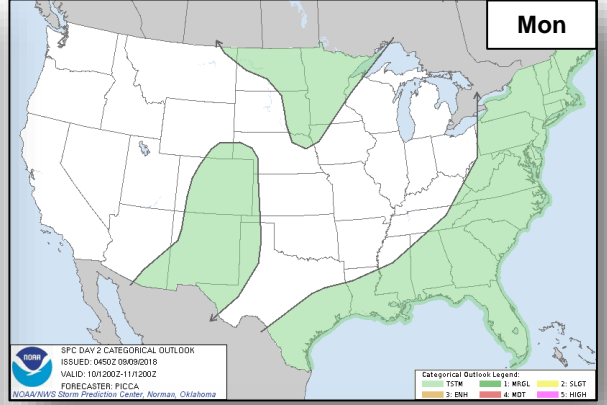 Mon
SPC DAY 2 CATEGORICAL OUTLOOK
ISSUED: 0450Z 09/09/2018
VALID: 10/1200Z-11/1200Z
FORECASTER: PICCA
NOAA/NWS Storm Prediction Center, Norman, Oklahoma
NOAA
Categorical Outlook Legend:
TSTM 1: MRGL 2: SLGT
3: ENH 4: MDT 5: HIGH